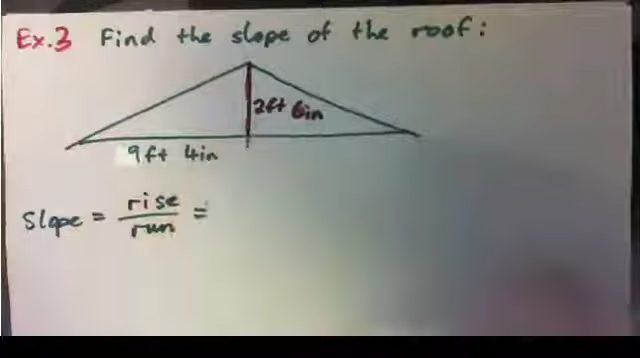 Ex.3 Find the slope of the roof:
2ft 6in
9ft 4in
Slope = rise
run =